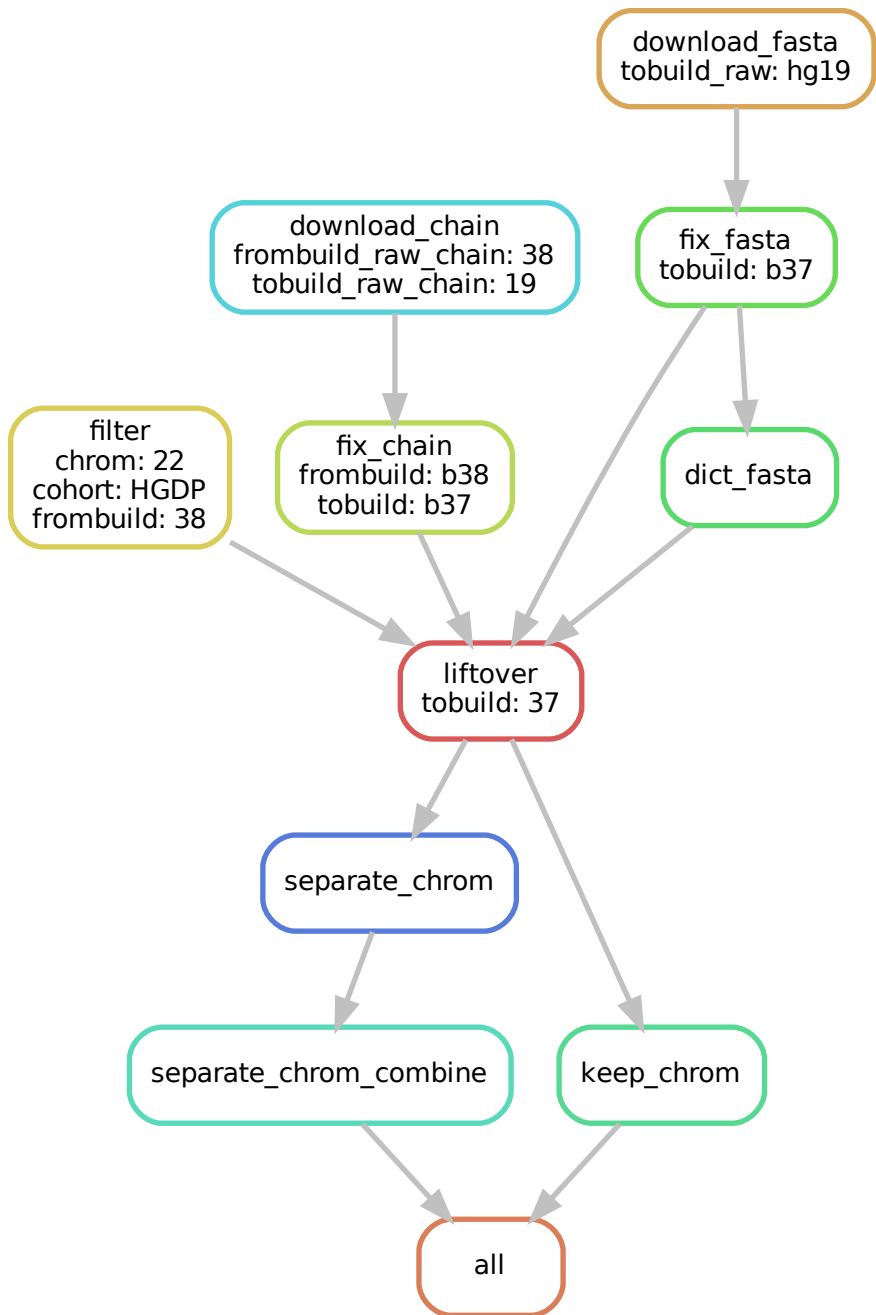 download_fasta
tobuild_raw: hg19
download_chain
frombuild_raw_chain: 38
tobuild_raw_chain: 19
fix_fasta
tobuild: b37
filter
chrom: 22
cohort: HGDP
frombuild: 38
fix_chain
frombuild: b38
tobuild: b37
dict_fasta
liftover
tobuild: 37
separate_chrom
separate_chrom_combine
keep_chrom
all